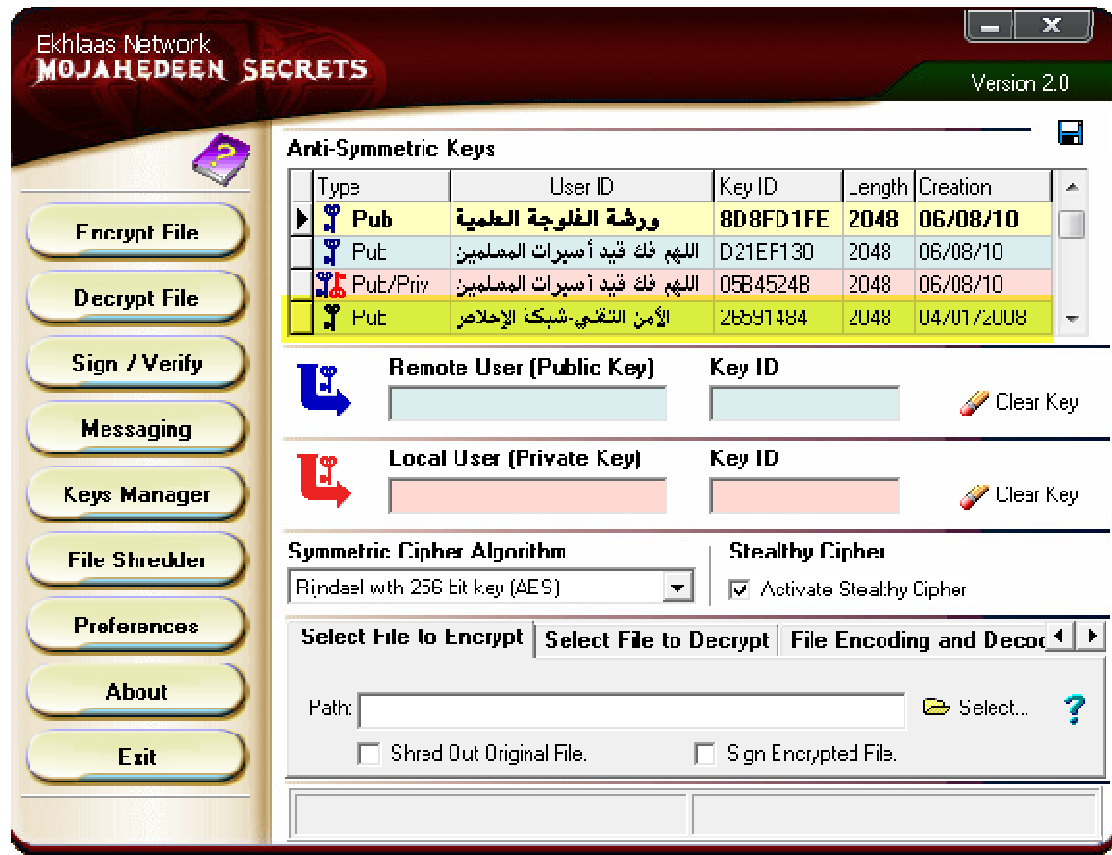 Ekhlaas Network
MOJAHEDEEN SECRETS
Version 2.0
Encrypt File
Decrypt File
Sign / Verify
Messaging
Keys Manager
File Shredder
Preferences
About
Exit
Anti-Symmetric Keys
Type User ID Key ID Length Creation
Pub ورشة الفلوجة العلمية 8D8FD1FE 2048 06/08/10
Pub اللهم فك قيد أسيرات المسلمين D21EF130 2048 06/08/10
Pub/Priv اللهم فك قيد أسيرات المسلمين 05B4524B 2048 06/08/10
Pub الأمن التقني-شبكة الإخلاص 26591484 2048 04/01/2008
Remote User (Public Key) Key ID
Clear Key
Local User (Private Key) Key ID
Clear Key
Symmetric Cipher Algorithm Stealthy Cipher
Rijndael with 256 bit key (AES) Activate Stealthy Cipher
Select File to Encrypt Select File to Decrypt File Encoding and Decod
Path: Select...
Shred Out Original File. Sign Encrypted File.